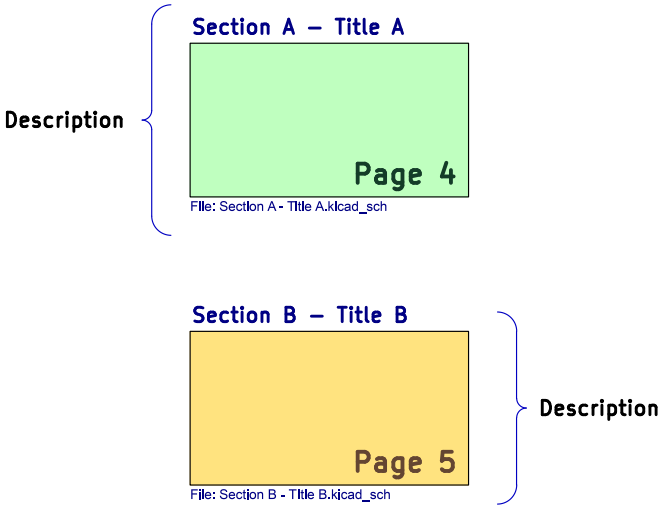 Section A – Title A
Description
Page 4
File: Section A - Title A.kicad_sch
Section B – Title B
Description
Page 5
File: Section B - Title B.kicad_sch